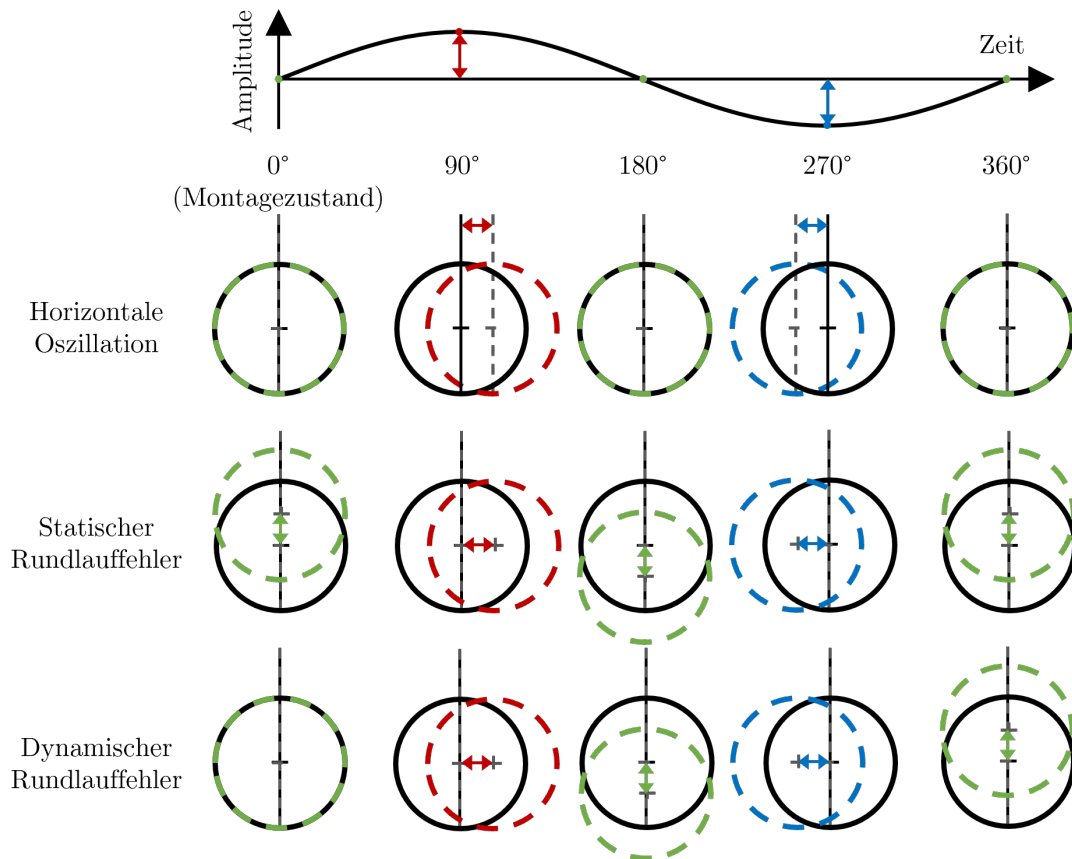 Amplitude
Zeit
0° 90° 180° 270° 360°
(Montagezustand)
Horizontale
Oszillation
Statischer
Rundlauffehler
Dynamischer
Rundlauffehler